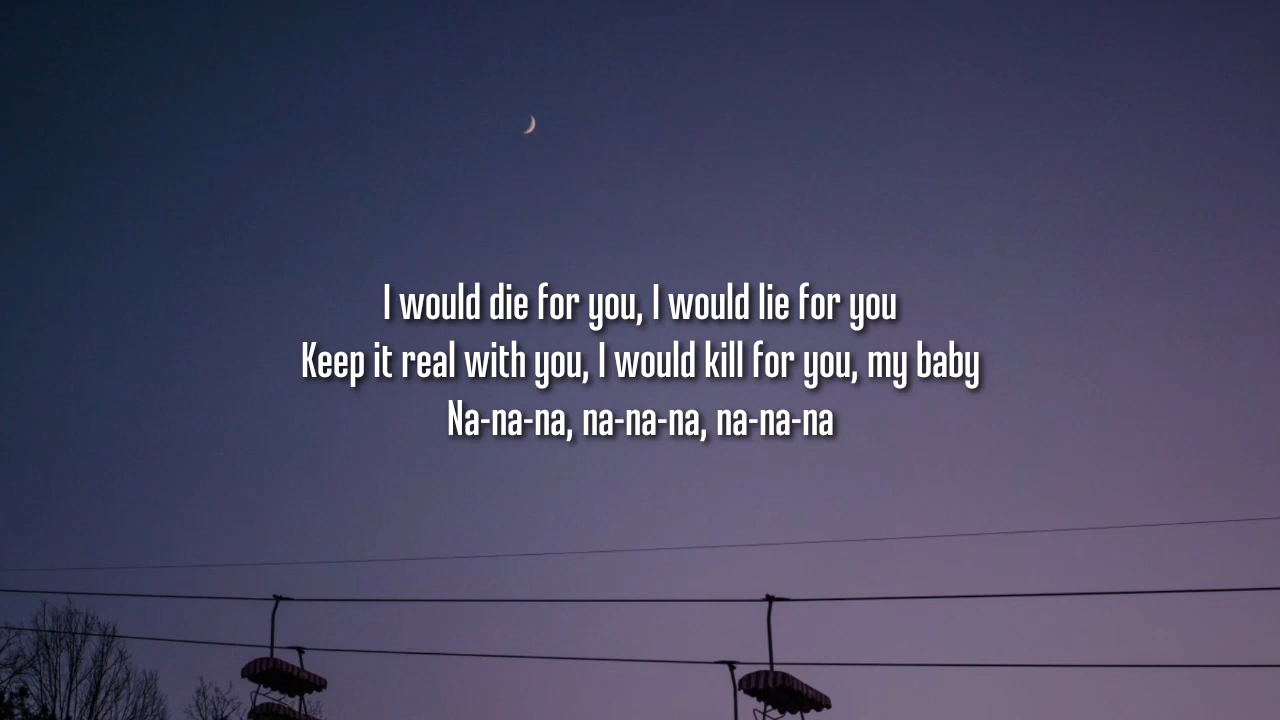 I would die for you, I would lie for you
Keep it real with you, I would kill for you, my baby
Na-na-na, na-na-na, na-na-na